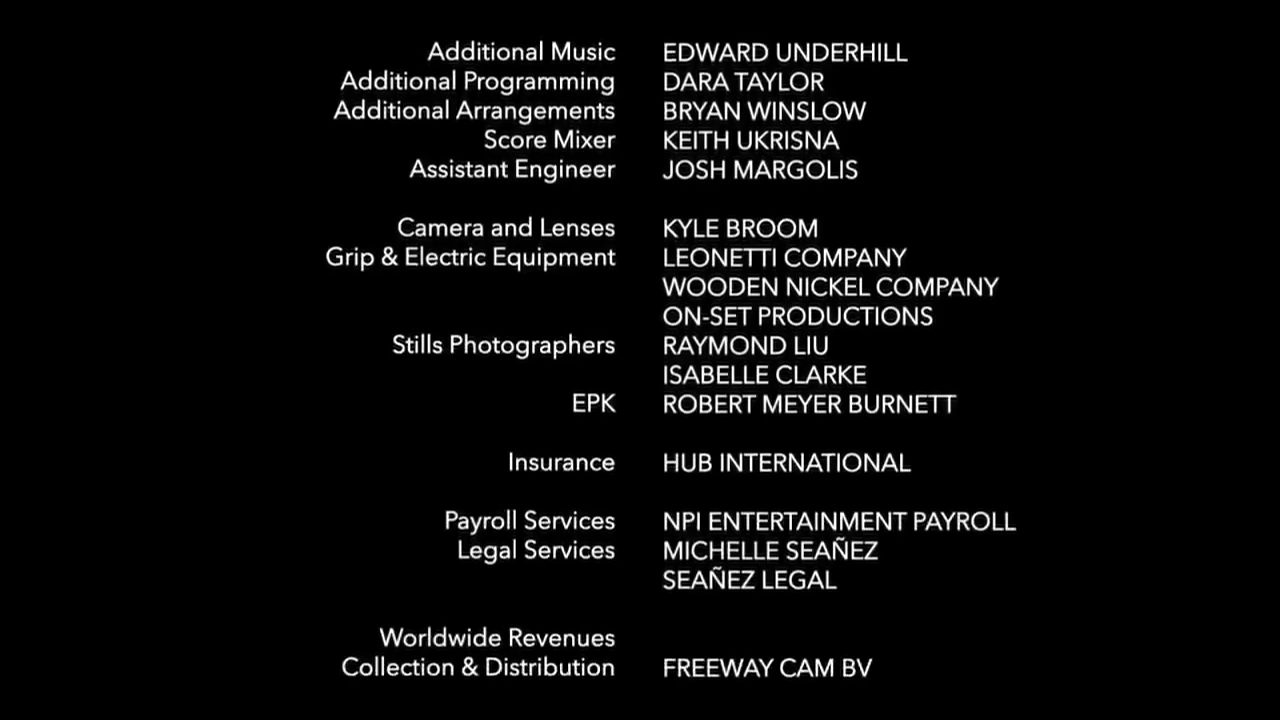 Additional Music EDWARD UNDERHILL
Additional Programming DARA TAYLOR
Additional Arrangements BRYAN WINSLOW
Score Mixer KEITH UKRISNA
Assistant Engineer JOSH MARGOLIS
Camera and Lenses KYLE BROOM
Grip & Electric Equipment LEONETTI COMPANY
WOODEN NICKEL COMPANY
ON-SET PRODUCTIONS
Stills Photographers RAYMOND LIU
ISABELLE CLARKE
EPK ROBERT MEYER BURNETT
Insurance HUB INTERNATIONAL
Payroll Services NPI ENTERTAINMENT PAYROLL
Legal Services MICHELLE SEAÑEZ
SEAÑEZ LEGAL
Worldwide Revenues
Collection & Distribution FREEWAY CAM BV